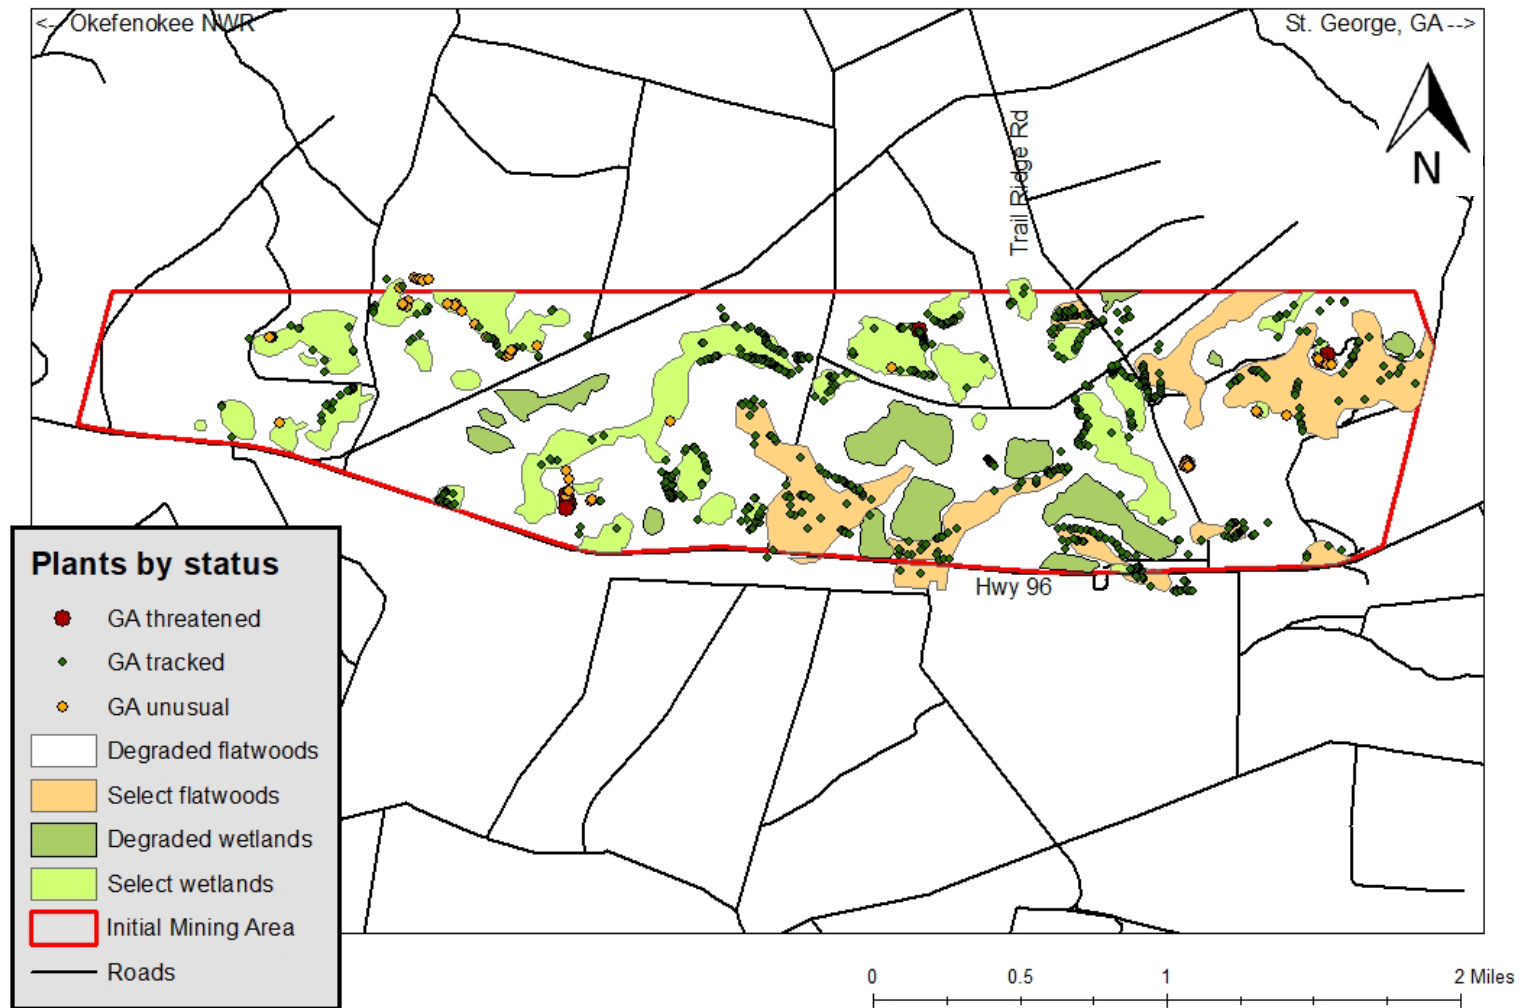 <-- Okefenokee NWR
St. George, GA -->
N
Trail Ridge Rd
Hwy 96
Plants by status
GA threatened
GA tracked
GA unusual
Degraded flatwoods
Select flatwoods
Degraded wetlands
Select wetlands
Initial Mining Area
Roads
0 0.5 1 2 Miles